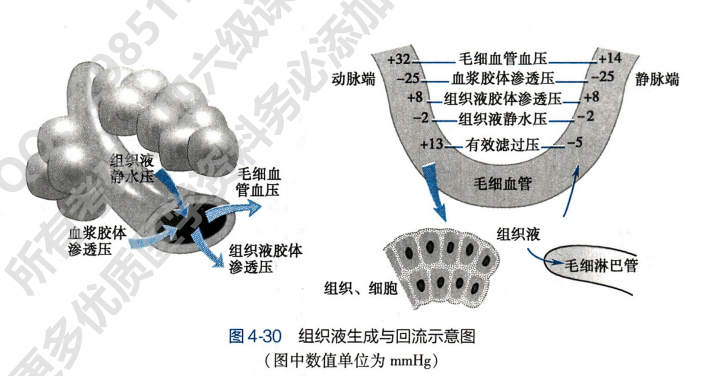 组织液
静水压
毛细血
管血压
血浆胶体
渗透压
组织液胶体
渗透压
+32 毛细血管血压 +14
动脉端 -25 血浆胶体渗透压 -25 静脉端
+8 组织液胶体渗透压 +8
-2 组织液静水压 -2
+13 有效滤过压 -5
毛细血管
组织液
毛细淋巴管
组织、细胞
图 4-30 组织液生成与回流示意图
(图中数值单位为 mmHg)